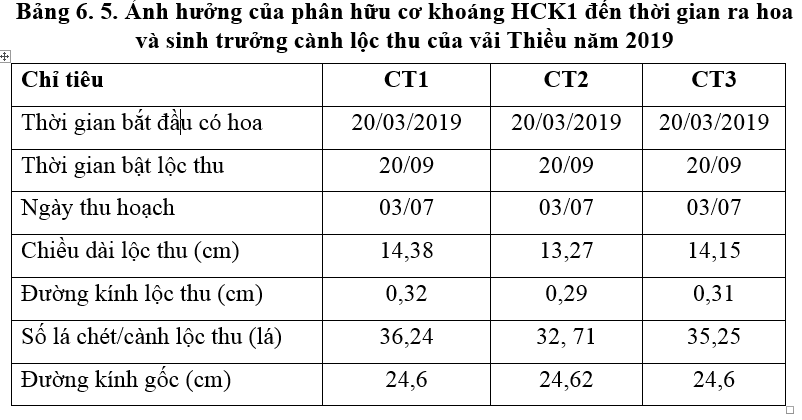 Bảng 6. 5. Ảnh hưởng của phân hữu cơ khoáng HCK1 đến thời gian ra hoa
và sinh trưởng cành lộc thu của vải Thiều năm 2019
Chỉ tiêu CT1 CT2 CT3
Thời gian bắt đầu có hoa 20/03/2019 20/03/2019 20/03/2019
Thời gian bật lộc thu 20/09 20/09 20/09
Ngày thu hoạch 03/07 03/07 03/07
Chiều dài lộc thu (cm) 14,38 13,27 14,15
Đường kính lộc thu (cm) 0,32 0,29 0,31
Số lá chét/cành lộc thu (lá) 36,24 32, 71 35,25
Đường kính gốc (cm) 24,6 24,62 24,6